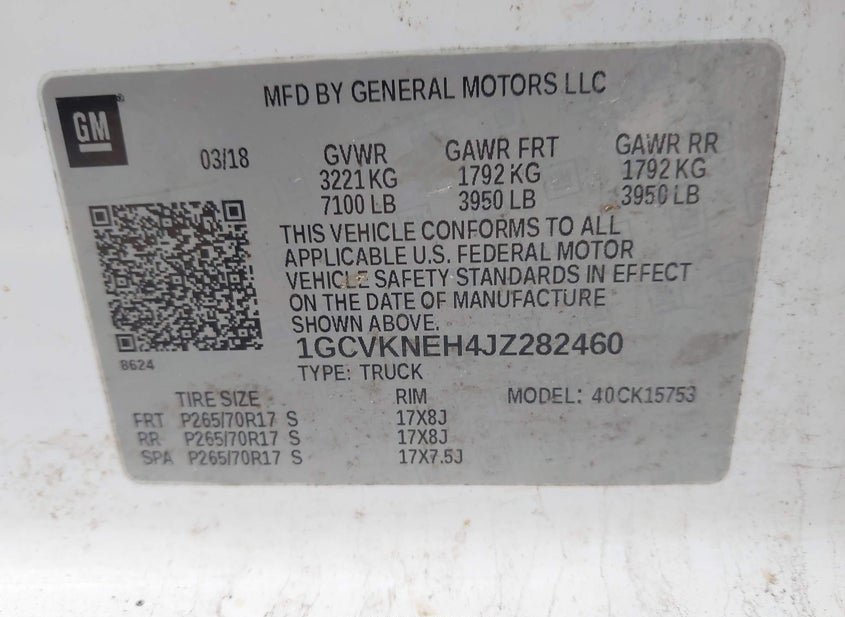 MFD BY GENERAL MOTORS LLC
GM
03/18 GVWR GAWR FRT GAWR RR
3221 KG 1792 KG 1792 KG
7100 LB 3950 LB 3950 LB
THIS VEHICLE CONFORMS TO ALL
APPLICABLE U.S. FEDERAL MOTOR
VEHICLE SAFETY STANDARDS IN EFFECT
ON THE DATE OF MANUFACTURE
SHOWN ABOVE.
1GCVKNEH4JZ282460
8624
TYPE: TRUCK
TIRE SIZE RIM MODEL: 40CK15753
FRT P265/70R17 S 17X8J
RR P265/70R17 S 17X8J
SPA P265/70R17 S 17X7.5J